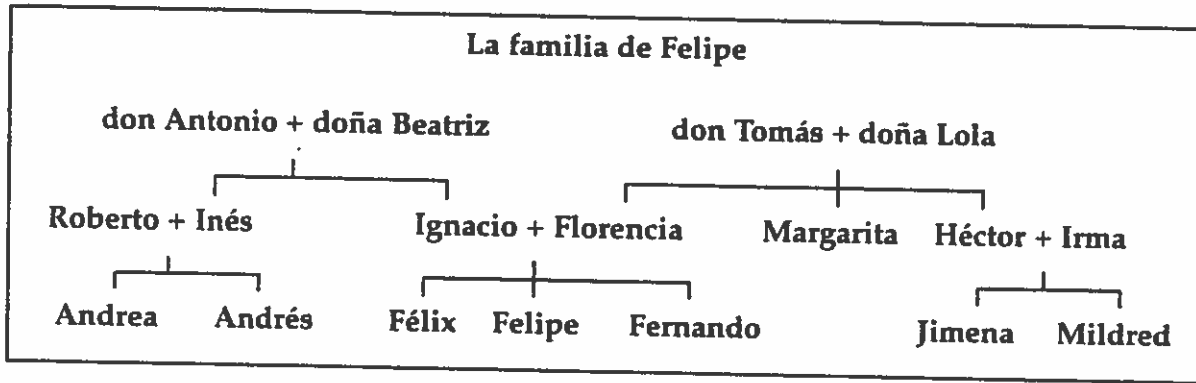 La familia de Felipe
don Antonio + doña Beatriz don Tomás + doña Lola
Roberto + Inés Ignacio + Florencia Margarita Héctor + Irma
Andrea Andrés Félix Felipe Fernando Jimena Mildred